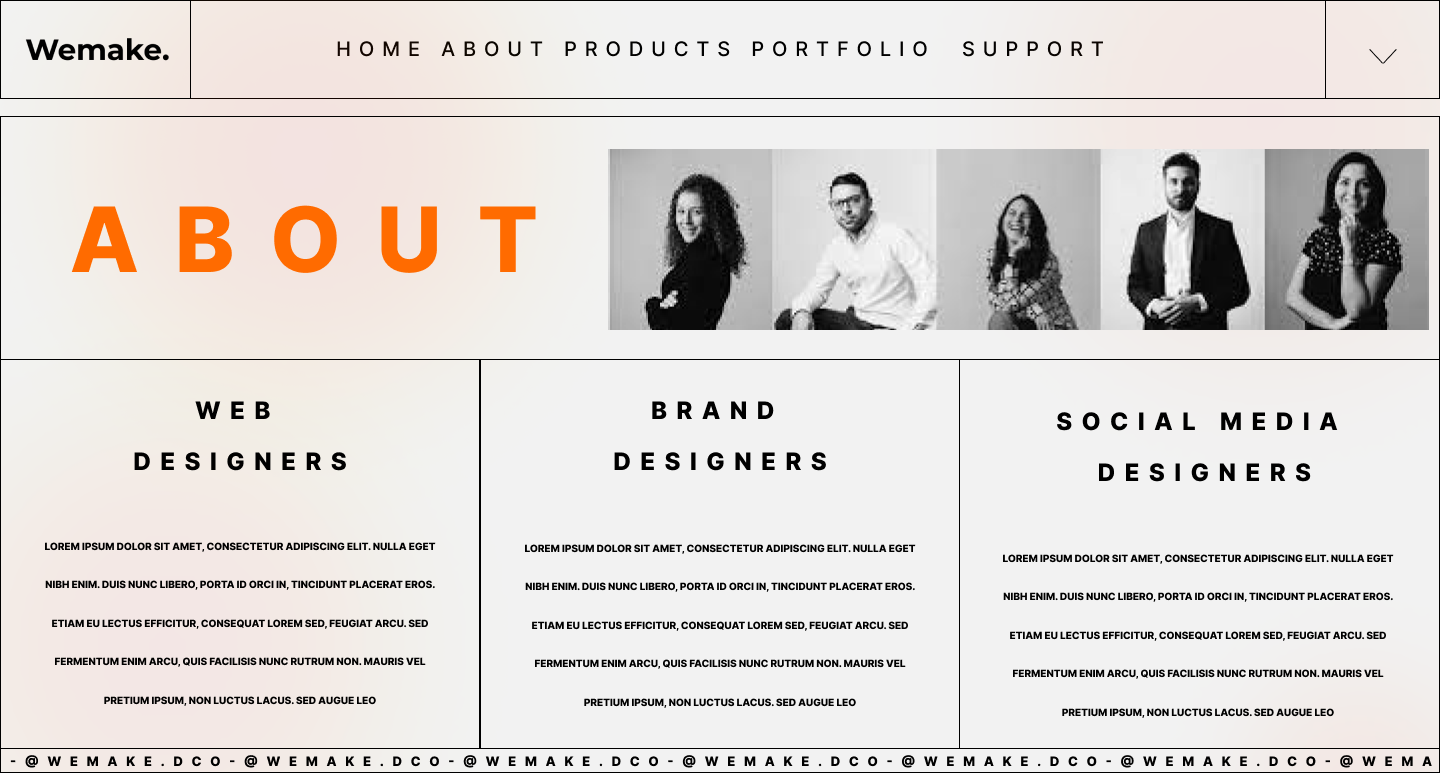 Wemake.
HOME ABOUT PRODUCTS PORTFOLIO SUPPORT
ABOUT
WEB
DESIGNERS
LOREM IPSUM DOLOR SIT AMET, CONSECTETUR ADIPISCING ELIT. NULLA EGET
NIBH ENIM. DUIS NUNC LIBERO, PORTA ID ORCI IN, TINCIDUNT PLACERAT EROS.
ETIAM EU LECTUS EFFICITUR, CONSEQUAT LOREM SED, FEUGIAT ARCU. SED
FERMENTUM ENIM ARCU, QUIS FACILISIS NUNC RUTRUM NON. MAURIS VEL
PRETIUM IPSUM, NON LUCTUS LACUS. SED AUGUE LEO
BRAND
DESIGNERS
LOREM IPSUM DOLOR SIT AMET, CONSECTETUR ADIPISCING ELIT. NULLA EGET
NIBH ENIM. DUIS NUNC LIBERO, PORTA ID ORCI IN, TINCIDUNT PLACERAT EROS.
ETIAM EU LECTUS EFFICITUR, CONSEQUAT LOREM SED, FEUGIAT ARCU. SED
FERMENTUM ENIM ARCU, QUIS FACILISIS NUNC RUTRUM NON. MAURIS VEL
PRETIUM IPSUM, NON LUCTUS LACUS. SED AUGUE LEO
SOCIAL MEDIA
DESIGNERS
LOREM IPSUM DOLOR SIT AMET, CONSECTETUR ADIPISCING ELIT. NULLA EGET
NIBH ENIM. DUIS NUNC LIBERO, PORTA ID ORCI IN, TINCIDUNT PLACERAT EROS.
ETIAM EU LECTUS EFFICITUR, CONSEQUAT LOREM SED, FEUGIAT ARCU. SED
FERMENTUM ENIM ARCU, QUIS FACILISIS NUNC RUTRUM NON. MAURIS VEL
PRETIUM IPSUM, NON LUCTUS LACUS. SED AUGUE LEO
-@WEMAKE.DCO-@WEMAKE.DCO-@WEMAKE.DCO-@WEMAKE.DCO-@WEMAKE.DCO-@WEMAKE.DCO-@WEMA